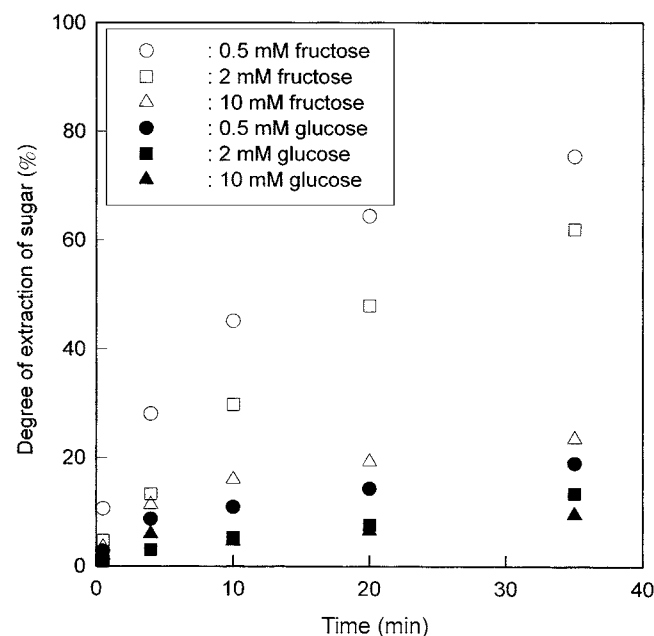 100
: 0.5 mM fructose
: 2 mM fructose
: 10 mM fructose
: 0.5 mM glucose
: 2 mM glucose
: 10 mM glucose
80
60
40
20
0
Degree of extraction of sugar (%)
0 10 20 30 40
Time (min)